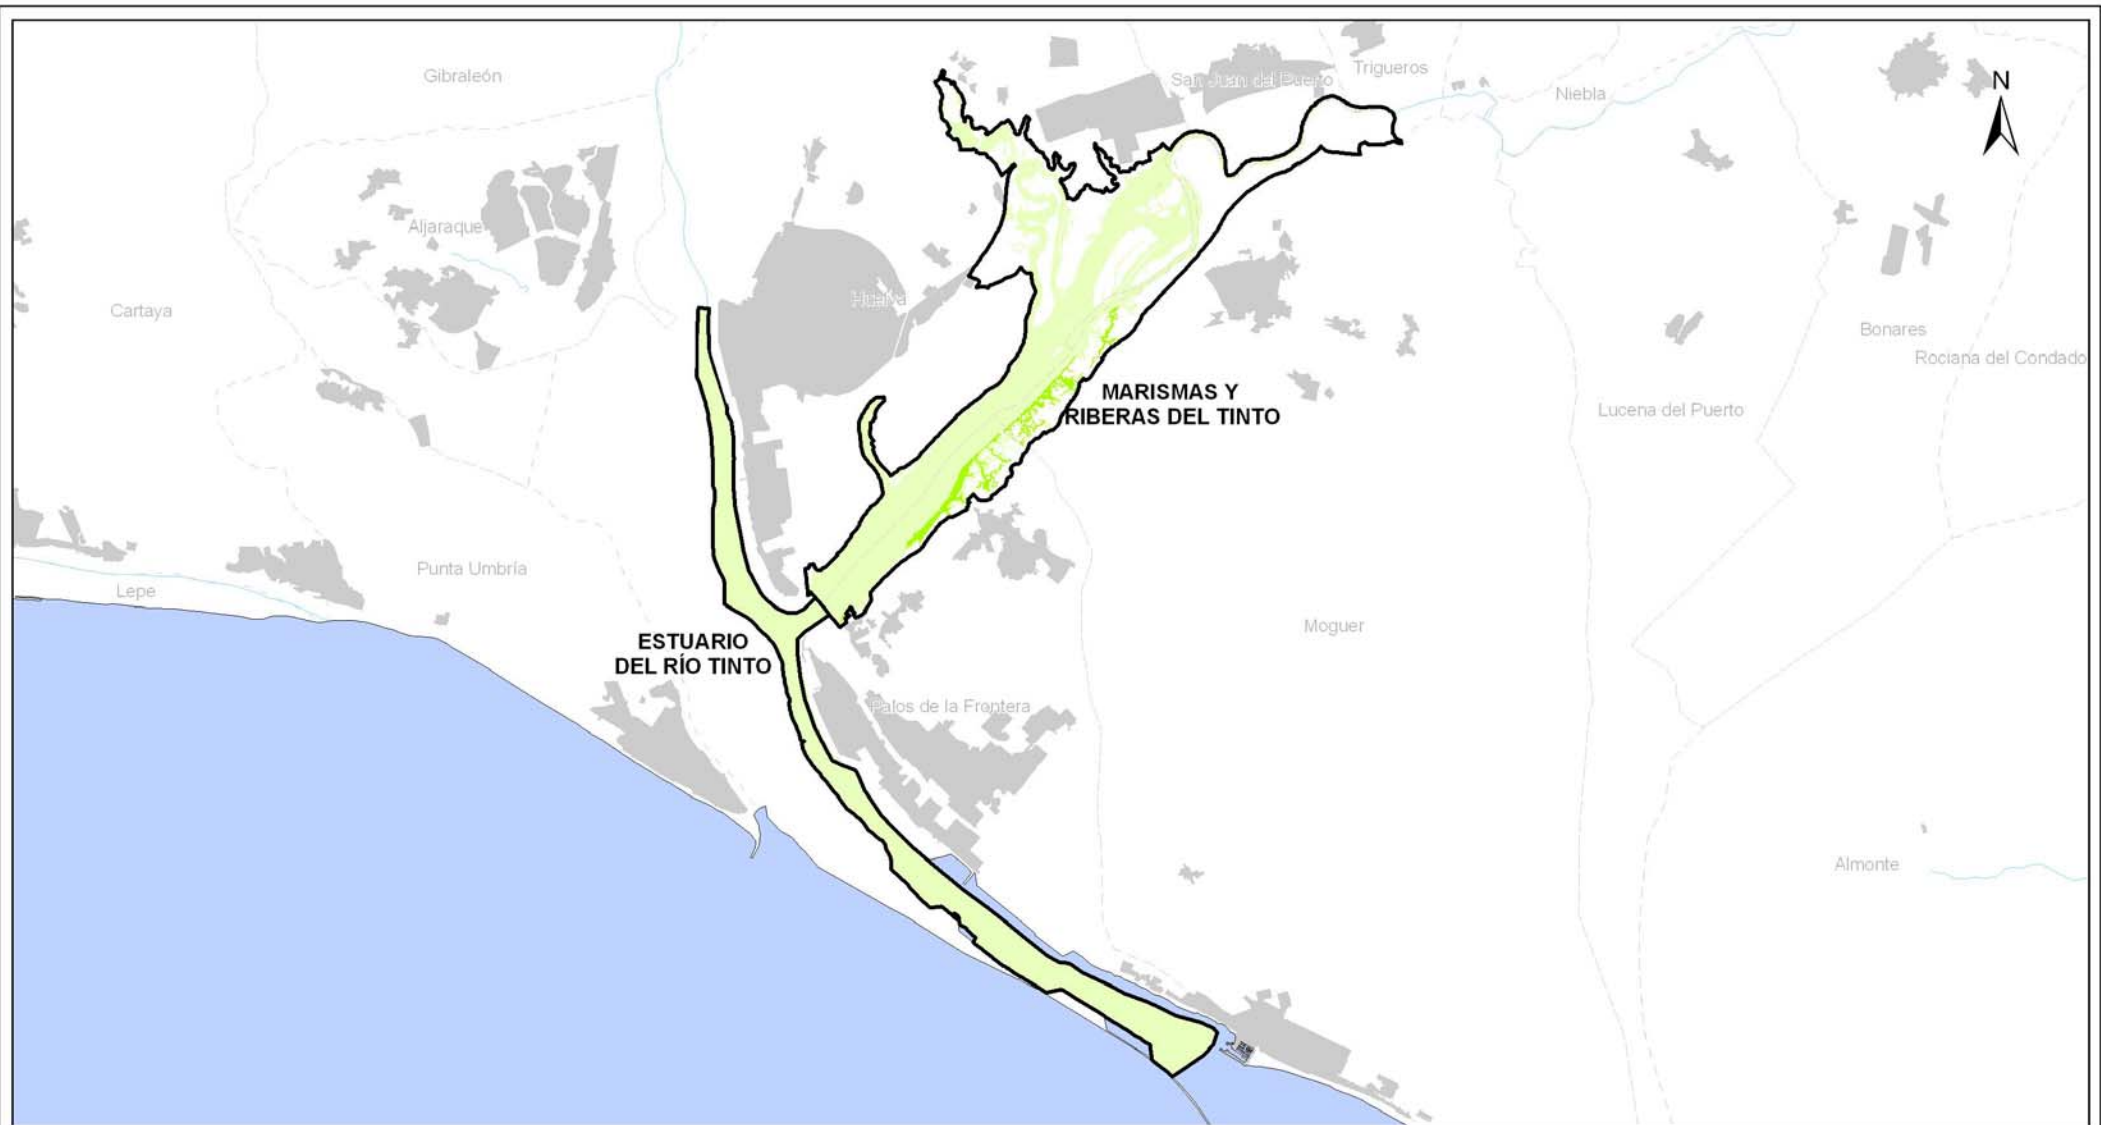 Gibraleón
San Juan del Puerto
Trigueros
Niebla
N
Aljaraque
Cartaya
Huelva
Bonares
Rociana del Condado
MARISMAS Y
RIBERAS DEL TINTO
Lucena del Puerto
Punta Umbría
Lepe
ESTUARIO
DEL RÍO TINTO
Moguer
Palos de la Frontera
Almonte